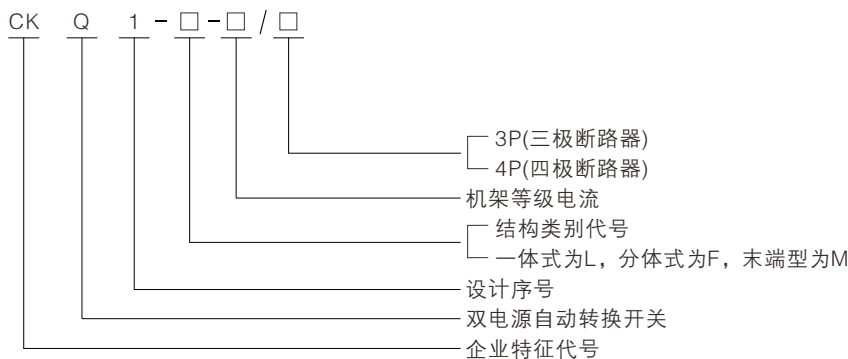 CK Q 1 - □ - □ / □
3P(三极断路器)
4P(四极断路器)
机架等级电流
结构类别代号
一体式为L，分体式为F，末端型为M
设计序号
双电源自动转换开关
企业特征代号